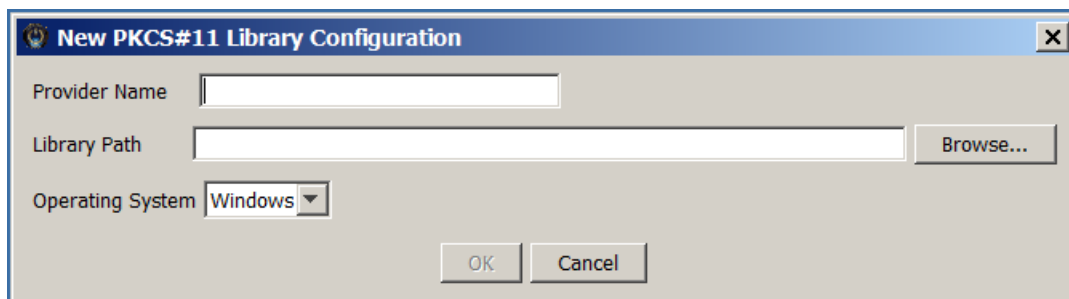 New PKCS#11 Library Configuration
Provider Name
Library Path Browse...
Operating System Windows
OK Cancel